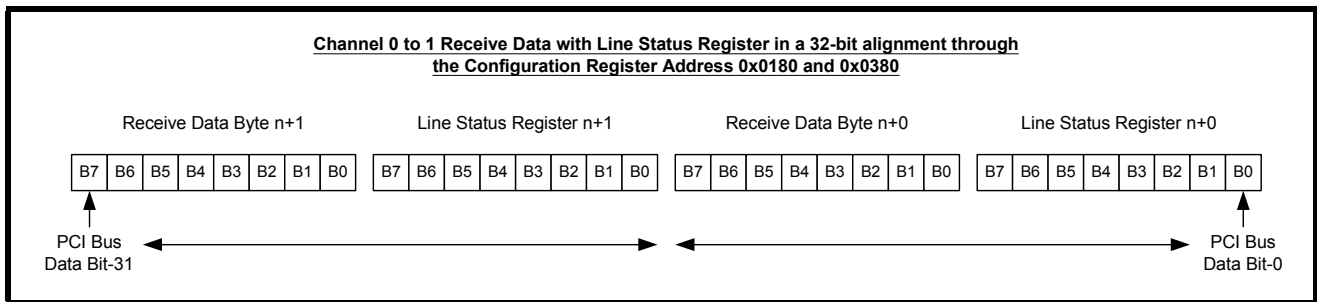 Channel 0 to 1 Receive Data with Line Status Register in a 32-bit alignment through
the Configuration Register Address 0x0180 and 0x0380
Receive Data Byte n+1 Line Status Register n+1 Receive Data Byte n+0 Line Status Register n+0
B7 B6 B5 B4 B3 B2 B1 B0 B7 B6 B5 B4 B3 B2 B1 B0 B7 B6 B5 B4 B3 B2 B1 B0 B7 B6 B5 B4 B3 B2 B1 B0
PCI Bus
Data Bit-31
PCI Bus
Data Bit-0